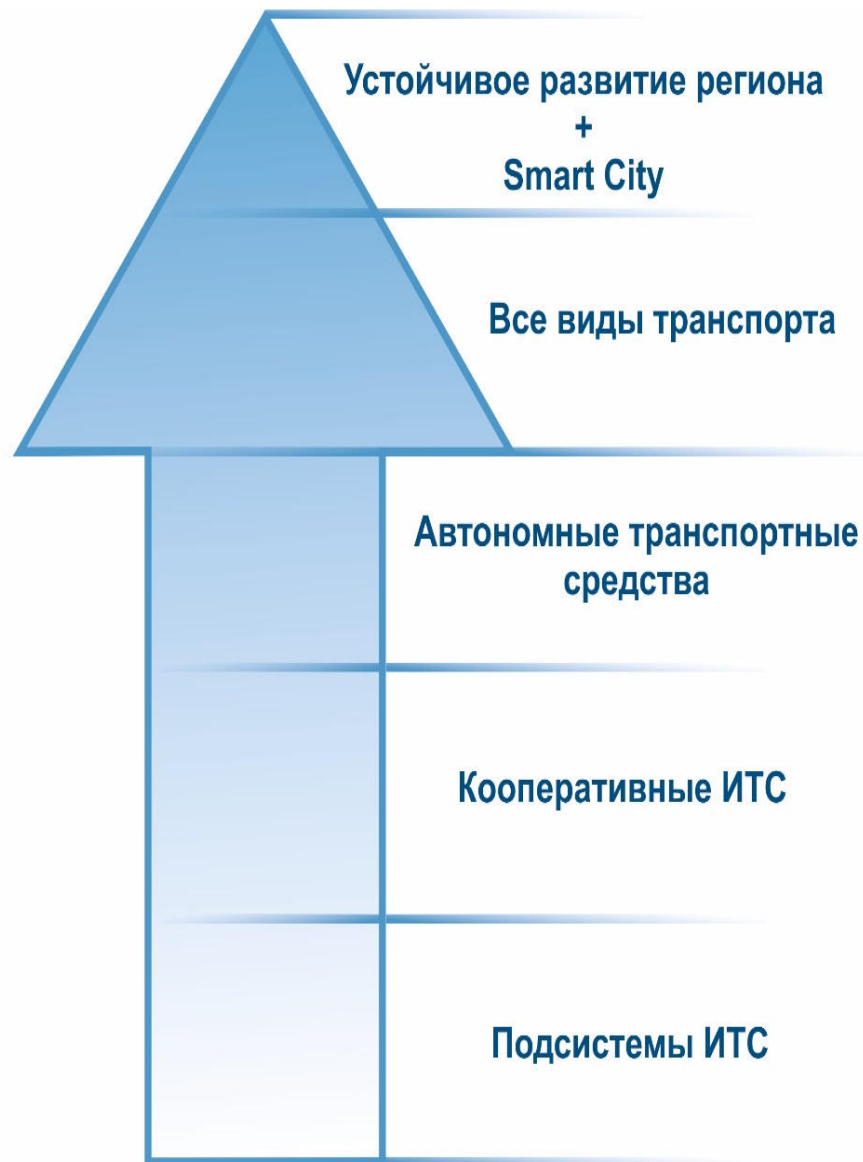 Устойчивое развитие региона
+
Smart City
Все виды транспорта
Автономные транспортные
средства
Кооперативные ИТС
Подсистемы ИТС